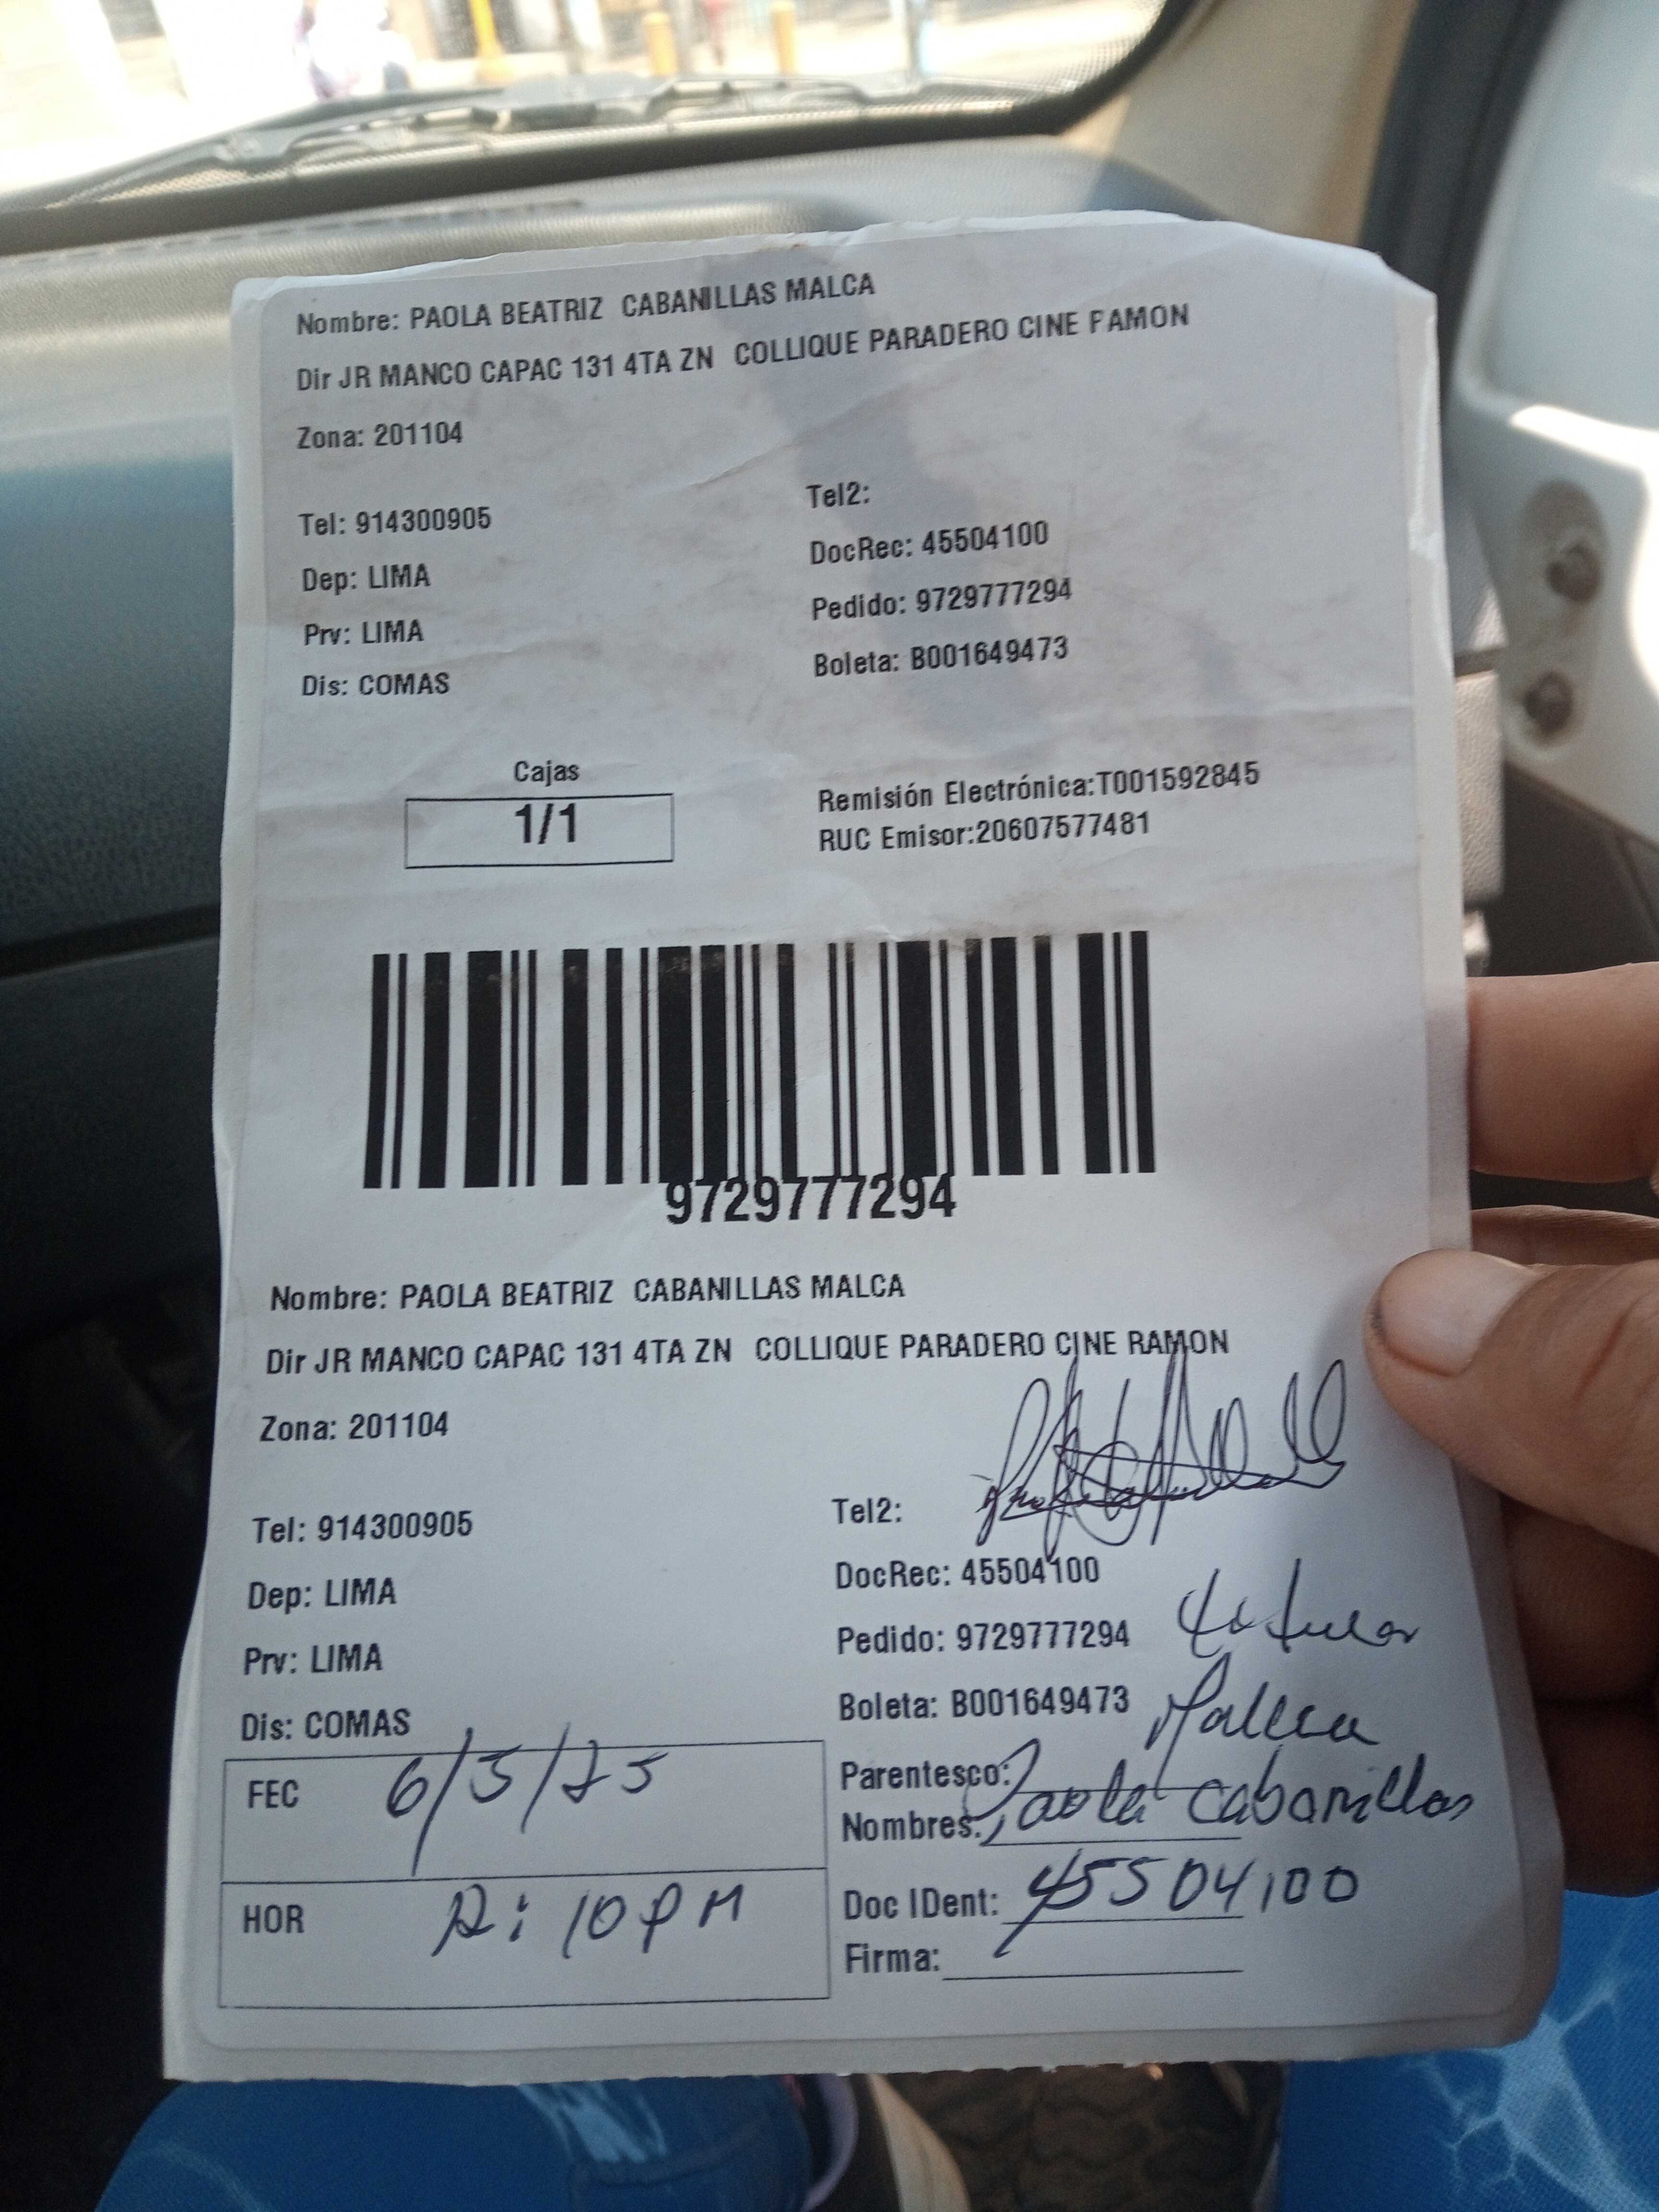 Nombre: PAOLA BEATRIZ CABANILLAS MALCA
Dir JR MANCO CAPAC 131 4TA ZN COLLIQUE PARADERO CINE RAMON
Zona: 201104
Tel: 914300905
Dep: LIMA
Prv: LIMA
Dis: COMAS
Tel2:
DocRec: 45504100
Pedido: 9729777294
Boleta: B001649473
Cajas
1/1
Remisión Electrónica:T001592845
RUC Emisor:20607577481
9729777294
Nombre: PAOLA BEATRIZ CABANILLAS MALCA
Dir JR MANCO CAPAC 131 4TA ZN COLLIQUE PARADERO CINE RAMON
Zona: 201104
Tel: 914300905
Dep: LIMA
Prv: LIMA
Dis: COMAS
FEC 6/5/25
HOR 12:10 PM
Tel2:
DocRec: 45504100
Pedido: 9729777294
Boleta: B001649473
Malca
Parentesco:
Nombres: Paola Cabanillas
Doc IDent: 45504100
Firma: